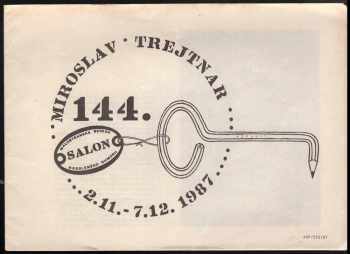 MIROSLAV · TREJTNAR
144.
SALON
2.11.-7.12. 1987